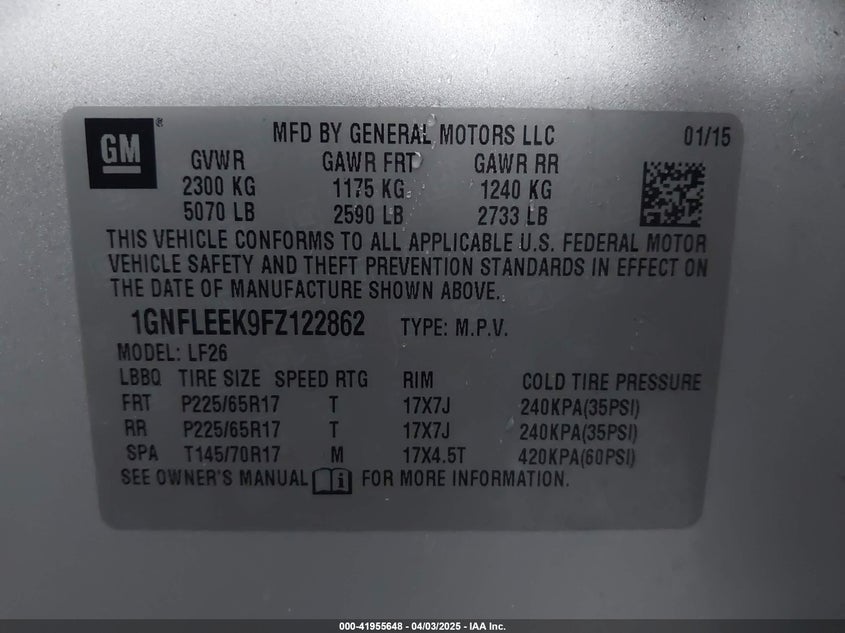 GM ® MFD BY GENERAL MOTORS LLC 01/15
GVWR GAWR FRT GAWR RR
2300 KG 1175 KG 1240 KG
5070 LB 2590 LB 2733 LB
THIS VEHICLE CONFORMS TO ALL APPLICABLE U.S. FEDERAL MOTOR
VEHICLE SAFETY AND THEFT PREVENTION STANDARDS IN EFFECT ON
THE DATE OF MANUFACTURE SHOWN ABOVE.
1GNFLEEK9FZ122862 TYPE: M.P.V.
MODEL: LF26
LBBQ TIRE SIZE SPEED RTG RIM COLD TIRE PRESSURE
FRT P225/65R17 T 17X7J 240KPA(35PSI)
RR P225/65R17 T 17X7J 240KPA(35PSI)
SPA T145/70R17 M 17X4.5T 420KPA(60PSI)
SEE OWNER'S MANUAL i FOR MORE INFORMATION.
000-41955648 - 04/03/2025 - IAA Inc.